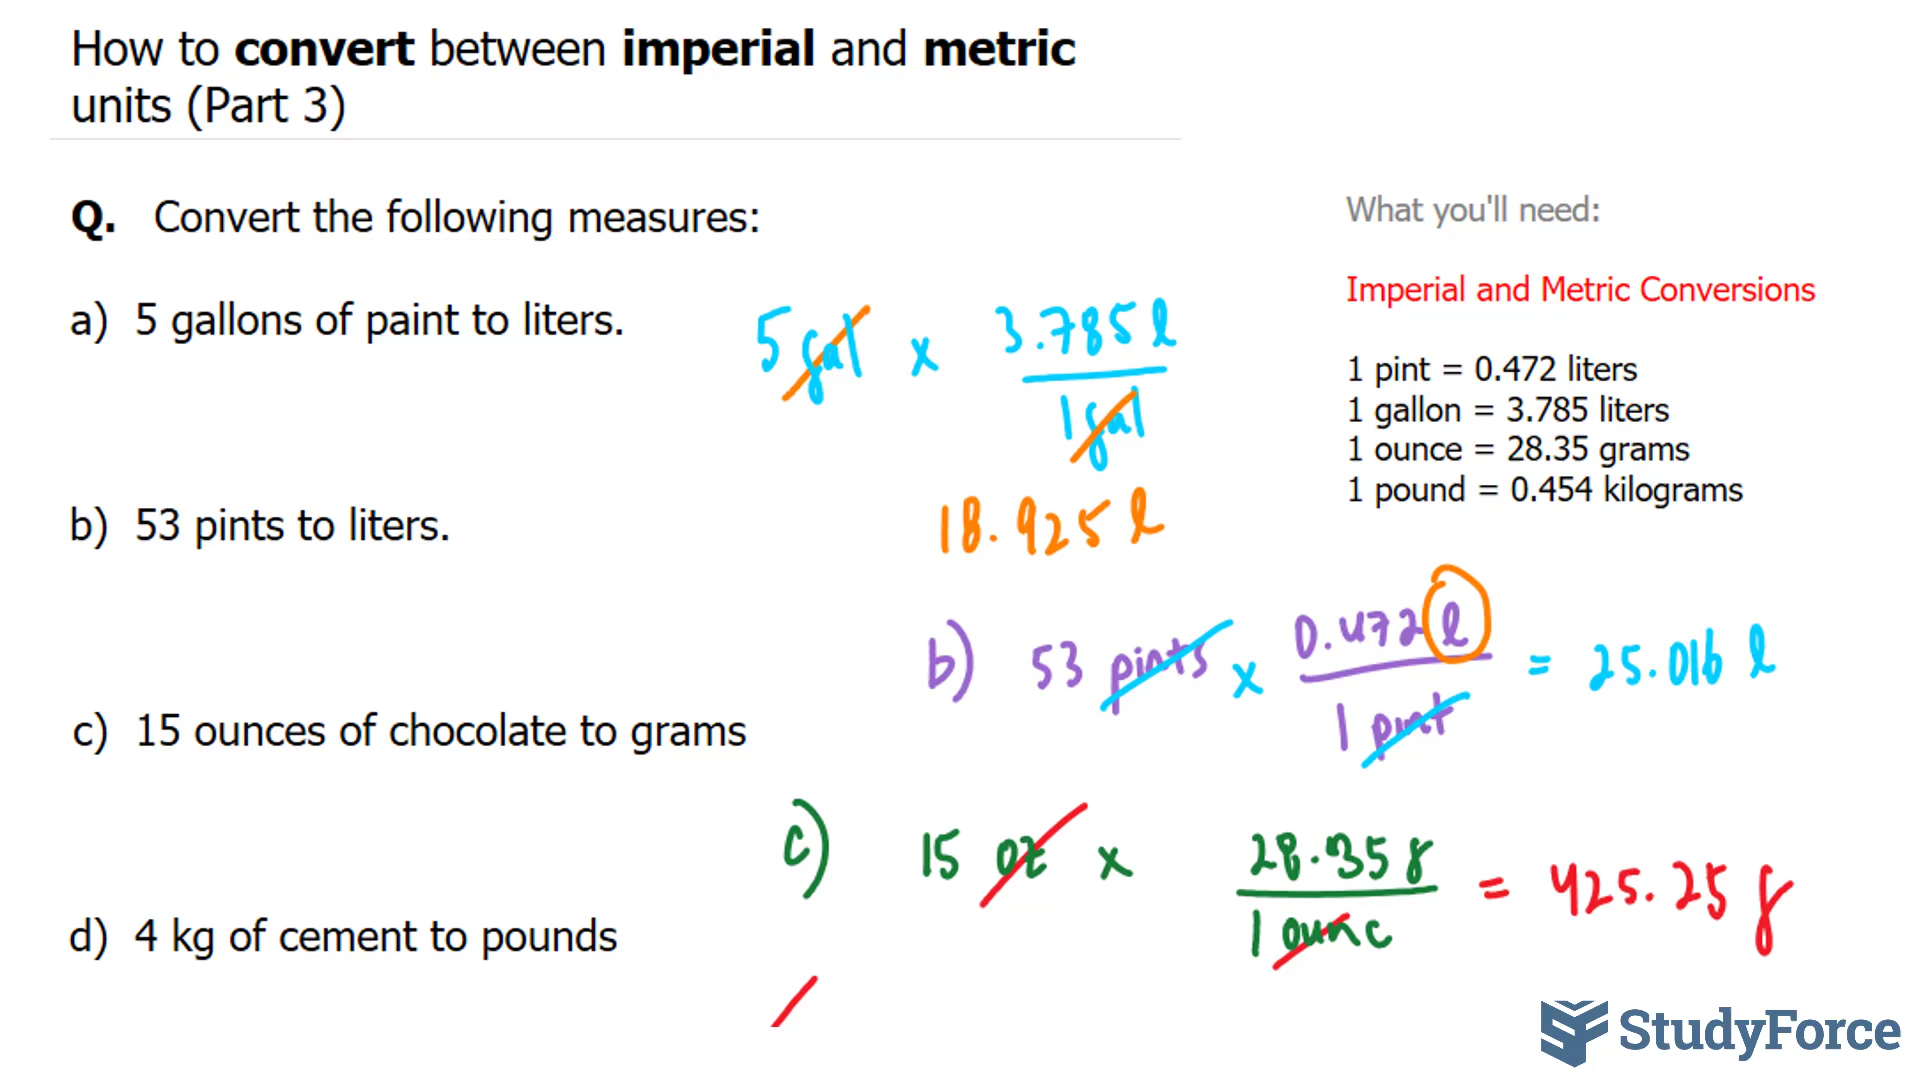 How to convert between imperial and metric
units (Part 3)
Q. Convert the following measures:
What you'll need:
Imperial and Metric Conversions
1 pint = 0.472 liters
1 gallon = 3.785 liters
1 ounce = 28.35 grams
1 pound = 0.454 kilograms
a) 5 gallons of paint to liters.
5 gal x 3.785 l
1 gal
18.925 l
b) 53 pints to liters.
b) 53 pints x 0.472 l = 25.016 l
1 pint
c) 15 ounces of chocolate to grams
c) 15 oz x 28.35 g = 425.25 g
1 ounc
d) 4 kg of cement to pounds
StudyForce